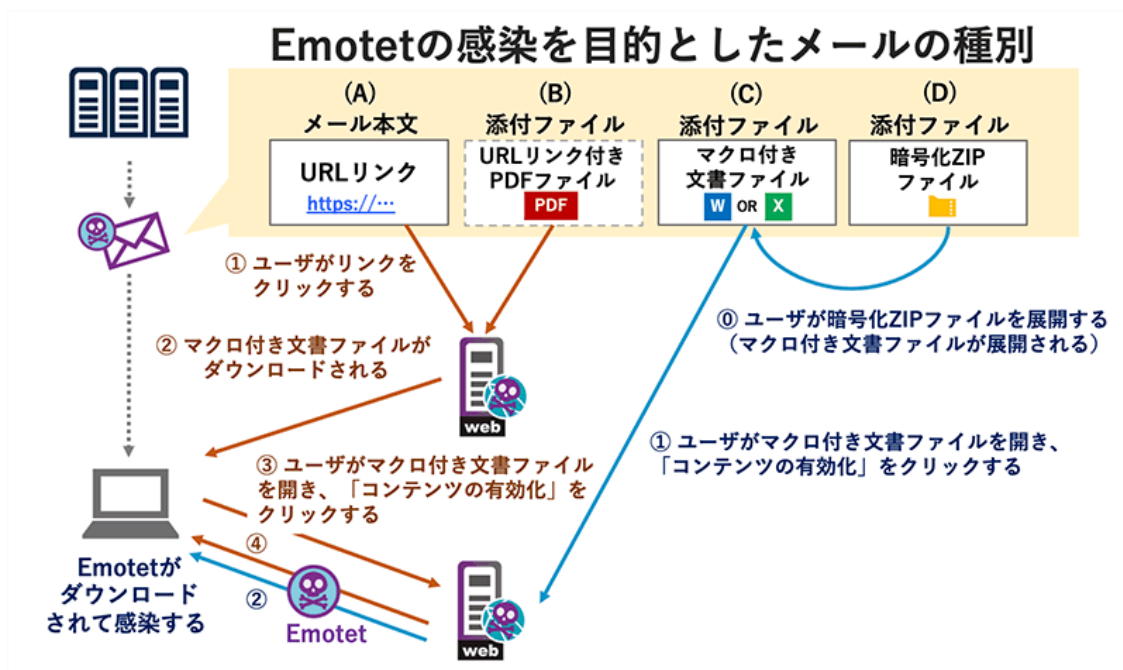 Emotetの感染を目的としたメールの種別
(A)
メール本文
URLリンク
https://…
(B)
添付ファイル
URLリンク付き
PDFファイル
PDF
(C)
添付ファイル
マクロ付き
文書ファイル
W OR X
(D)
添付ファイル
暗号化ZIP
ファイル
① ユーザがリンクを
クリックする
⓪ ユーザが暗号化ZIPファイルを展開する
（マクロ付き文書ファイルが展開される）
② マクロ付き文書ファイルが
ダウンロードされる
web
① ユーザがマクロ付き文書ファイルを開き、
「コンテンツの有効化」をクリックする
③ ユーザがマクロ付き文書ファイル
を開き、「コンテンツの有効化」を
クリックする
④
②
Emotet
web
Emotetが
ダウンロード
されて感染する